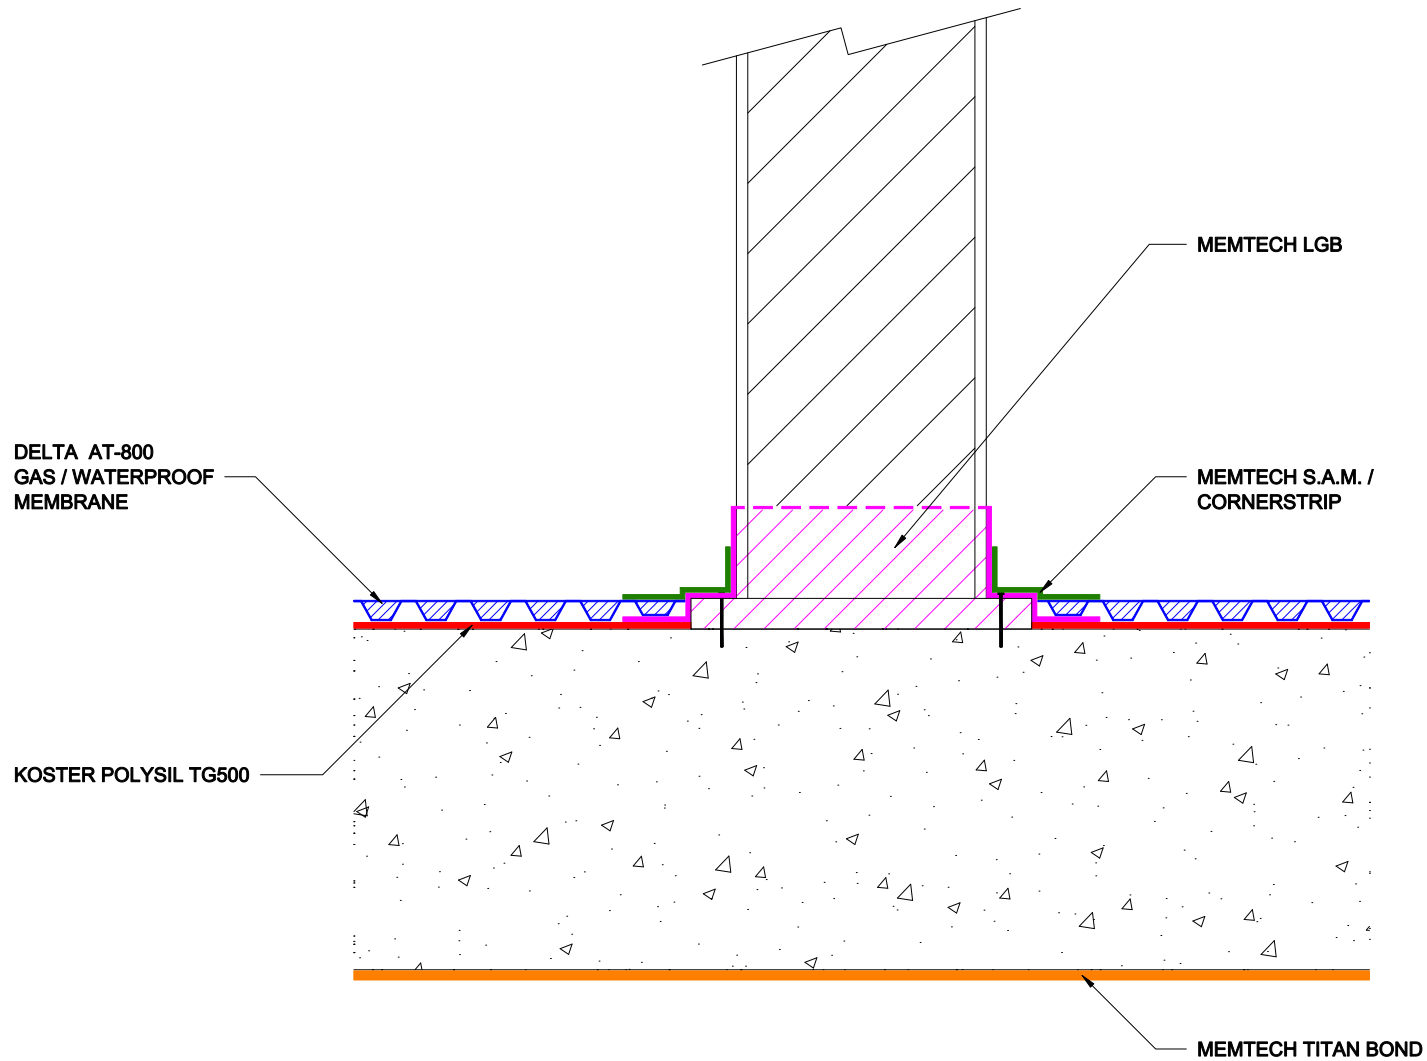 MEMTECH LGB
DELTA AT-800
GAS / WATERPROOF
MEMBRANE
MEMTECH S.A.M. /
CORNERSTRIP
KOSTER POLYSIL TG500
MEMTECH TITAN BOND